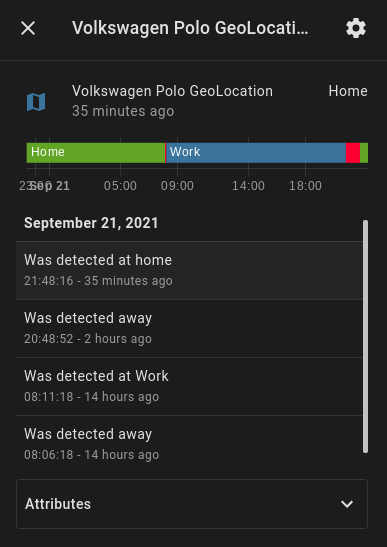 Volkswagen Polo GeoLocati…
Volkswagen Polo GeoLocation
Home
35 minutes ago
Home
Work
Sep 21
05:00
09:00
14:00
18:00
September 21, 2021
Was detected at home
21:48:16 - 35 minutes ago
Was detected away
20:48:52 - 2 hours ago
Was detected at Work
08:11:18 - 14 hours ago
Was detected away
08:06:18 - 14 hours ago
Attributes